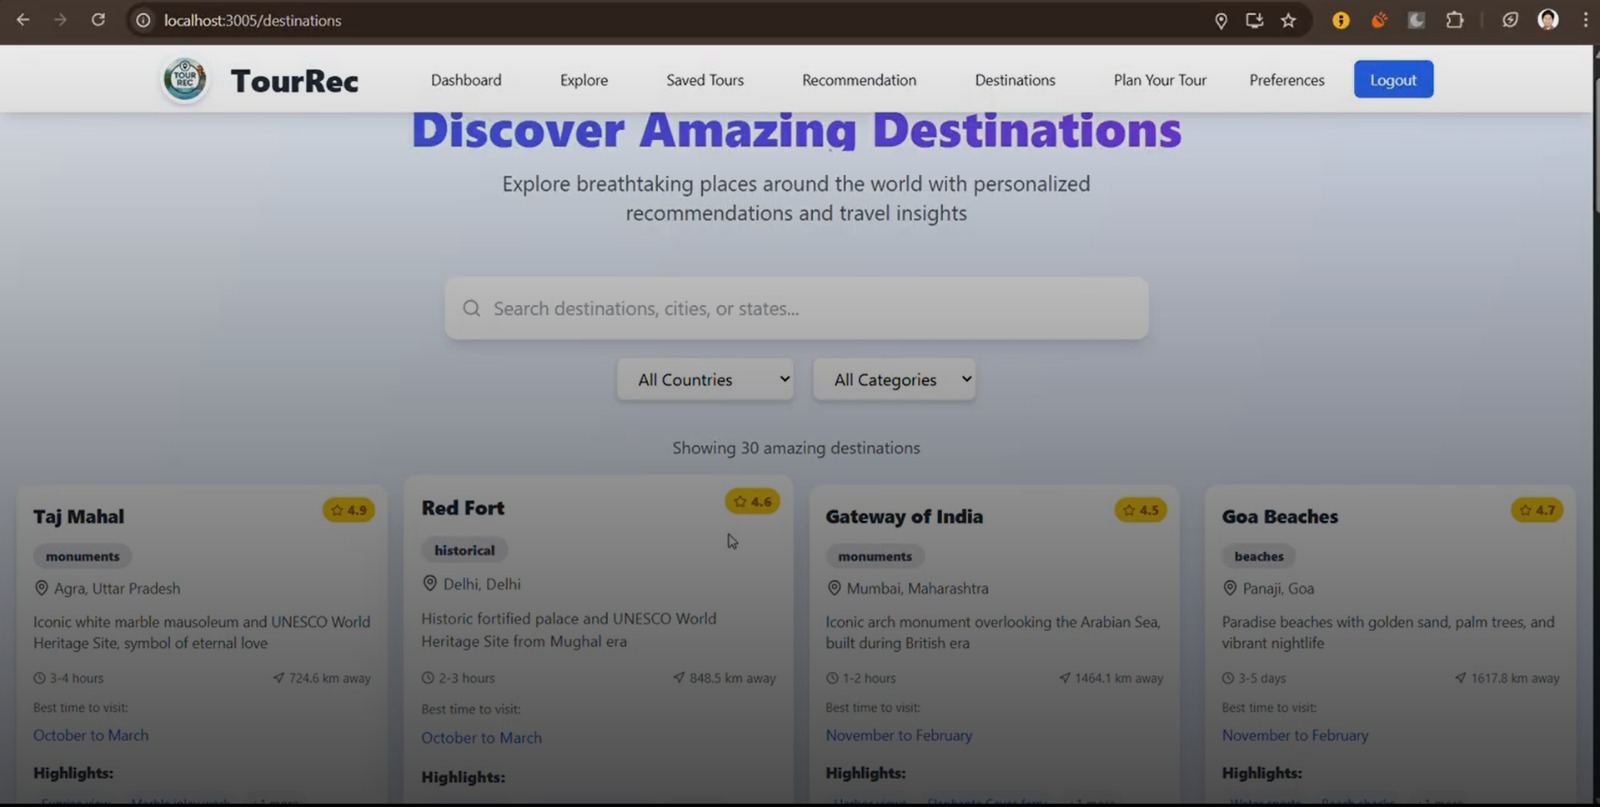 localhost:3005/destinations
TOUR REC
TourRec
Dashboard
Explore
Saved Tours
Recommendation
Destinations
Plan Your Tour
Preferences
Logout
Discover Amazing Destinations
Explore breathtaking places around the world with personalized
recommendations and travel insights
Search destinations, cities, or states...
All Countries
All Categories
Showing 30 amazing destinations
Taj Mahal
4.9
monuments
Agra, Uttar Pradesh
Iconic white marble mausoleum and UNESCO World
Heritage Site, symbol of eternal love
3-4 hours
724.6 km away
Best time to visit:
October to March
Highlights:
Red Fort
4.6
historical
Delhi, Delhi
Historic fortified palace and UNESCO World
Heritage Site from Mughal era
2-3 hours
848.5 km away
Best time to visit:
October to March
Highlights:
Gateway of India
4.5
monuments
Mumbai, Maharashtra
Iconic arch monument overlooking the Arabian Sea,
built during British era
1-2 hours
1464.1 km away
Best time to visit:
November to February
Highlights:
Goa Beaches
4.7
beaches
Panaji, Goa
Paradise beaches with golden sand, palm trees, and
vibrant nightlife
3-5 days
1617.8 km away
Best time to visit:
November to February
Highlights: